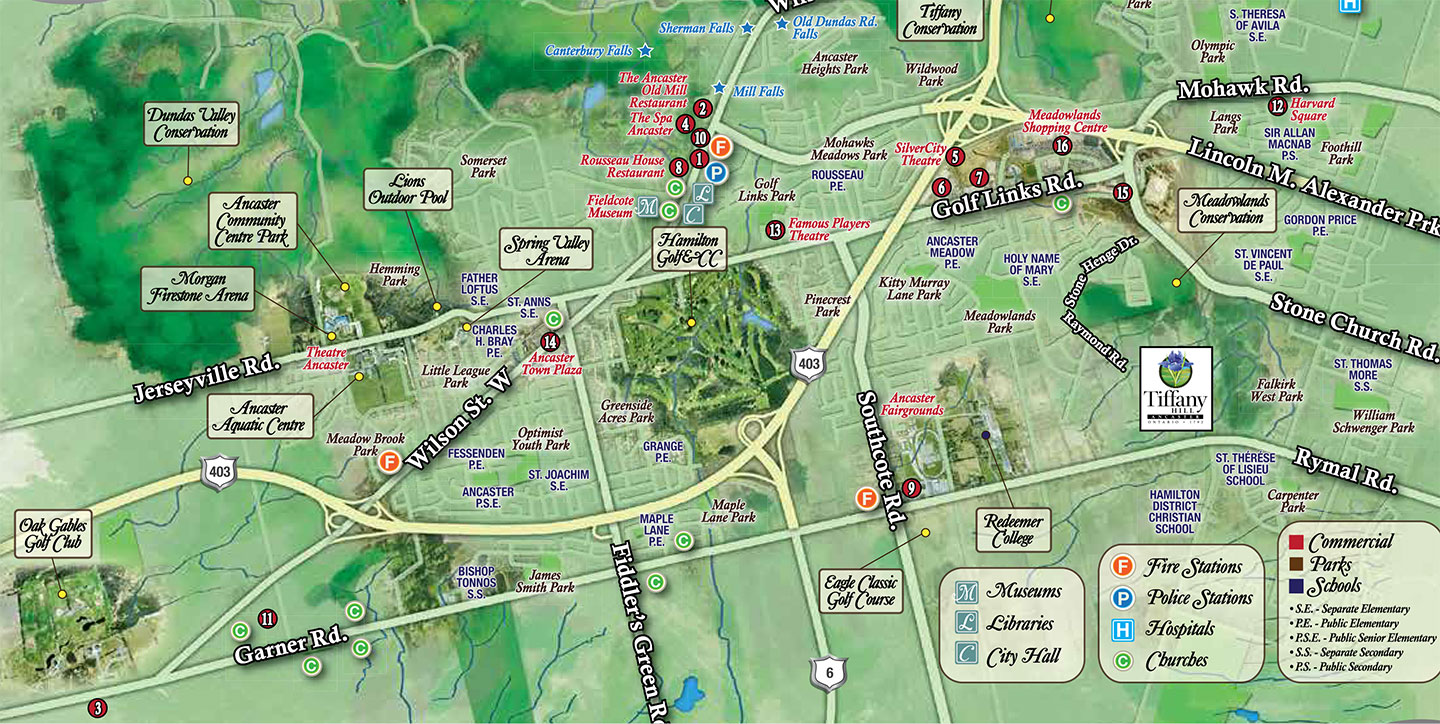 Wil
Tiffany
Conservation
Park
S. THERESA
OF AVILA
S.E.
H
Sherman Falls
Old Dundas Rd.
Falls
Canterbury Falls
Olympic
Park
Ancaster
Heights Park
Wildwood
Park
The Ancaster
Old Mill
Restaurant
2
Mill Falls
Mohawk Rd.
Dundas Valley
Conservation
The Spa
Ancaster
4
10
F
Meadowlands
Shopping Centre
16
12
Harvard
Square
Langs
Park
SIR ALLAN
MACNAB
P.S.
Foothill
Park
Lincoln M. Alexander Prk
Somerset
Park
Rousseau House
Restaurant
8
1
P
Mohawks
Meadows Park
ROUSSEAU
P.E.
SilverCity
Theatre
5
6
7
Golf Links Rd.
15
C
Lions
Outdoor Pool
Golf
Links Park
C
L
Fieldcote
Museum
M
C
C
Meadowlands
Conservation
GORDON PRICE
P.E.
Ancaster
Community
Centre Park
13
Famous Players
Theatre
Spring Valley
Arena
Hamilton
Golf&CC
ANCASTER
MEADOW
P.E.
HOLY NAME
OF MARY
S.E.
Stone Henge Dr.
ST. VINCENT
DE PAUL
S.E.
Morgan
Firestone Arena
Hemming
Park
FATHER
LOFTUS
S.E.
ST. ANNS
S.E.
C
Pinecrest
Park
Kitty Murray
Lane Park
Meadowlands
Park
Raymond Rd.
Stone Church Rd.
CHARLES
H. BRAY
P.E.
14
Ancaster
Town Plaza
Theatre
Ancaster
Jerseyville Rd.
Little League
Park
403
Tiffany
HILL
ANCASTER
ONTARIO • 1792
ST. THOMAS
MORE
S.S.
Falkirk
West Park
William
Schwenger Park
Ancaster
Aquatic Centre
Wilson St. W
Greenside
Acres Park
Southcote Rd.
Ancaster
Fairgrounds
Meadow Brook
Park
F
Optimist
Youth Park
GRANGE
P.E.
FESSENDEN
P.E.
403
ST. JOACHIM
S.E.
ANCASTER
P.S.E.
F
9
ST. THÉRÈSE
OF LISIEU
SCHOOL
Rymal Rd.
Oak Gables
Golf Club
MAPLE
LANE
P.E.
C
Maple
Lane Park
Redeemer
College
HAMILTON
DISTRICT
CHRISTIAN
SCHOOL
Carpenter
Park
BISHOP
TONNOS
S.S.
James
Smith Park
Fiddler's Green R
C
Eagle Classic
Golf Course
11
C
C
Garner Rd.
C
C
3
6
M Museums
L Libraries
C City Hall
F Fire Stations
P Police Stations
H Hospitals
C Churches
Commercial
Parks
Schools
• S.E. - Separate Elementary
• P.E. - Public Elementary
• P.S.E. - Public Senior Elementary
• S.S. - Separate Secondary
• P.S. - Public Secondary